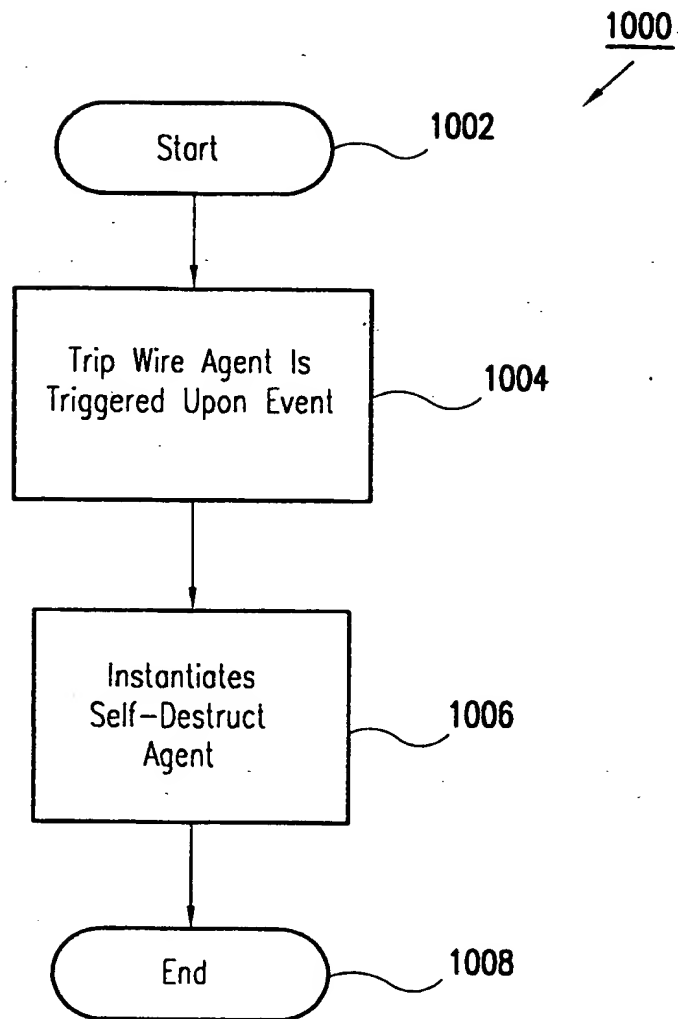 1000
Start
1002
Trip Wire Agent Is
Triggered Upon Event
1004
Instantiates
Self-Destruct
Agent
1006
End
1008